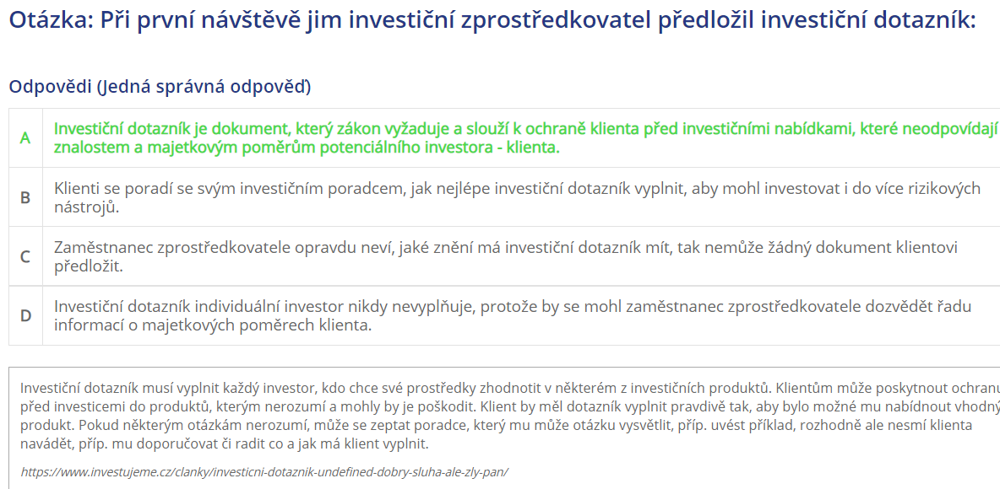 Otázka: Při první návštěvě jim investiční zprostředkovatel předložil investiční dotazník:
Odpovědi (Jedná správná odpověď)
A
Investiční dotazník je dokument, který zákon vyžaduje a slouží k ochraně klienta před investičními nabídkami, které neodpovídají
znalostem a majetkovým poměrům potenciálního investora - klienta.
B
Klienti se poradí se svým investičním poradcem, jak nejlépe investiční dotazník vyplnit, aby mohl investovat i do více rizikových
nástrojů.
C
Zaměstnanec zprostředkovatele opravdu neví, jaké znění má investiční dotazník mít, tak nemůže žádný dokument klientovi
předložit.
D
Investiční dotazník individuální investor nikdy nevyplňuje, protože by se mohl zaměstnanec zprostředkovatele dozvědět řadu
informací o majetkových poměrech klienta.
Investiční dotazník musí vyplnit každý investor, kdo chce své prostředky zhodnotit v některém z investičních produktů. Klientům může poskytnout ochranu
před investicemi do produktů, kterým nerozumí a mohly by je poškodit. Klient by měl dotazník vyplnit pravdivě tak, aby bylo možné mu nabídnout vhodný
produkt. Pokud některým otázkám nerozumí, může se zeptat poradce, který mu může otázku vysvětlit, příp. uvést příklad, rozhodně ale nesmí klienta
navádět, příp. mu doporučovat či radit co a jak má klient vyplnit.
https://www.investujeme.cz/clanky/investicni-dotaznik-undefined-dobry-sluha-ale-zly-pan/